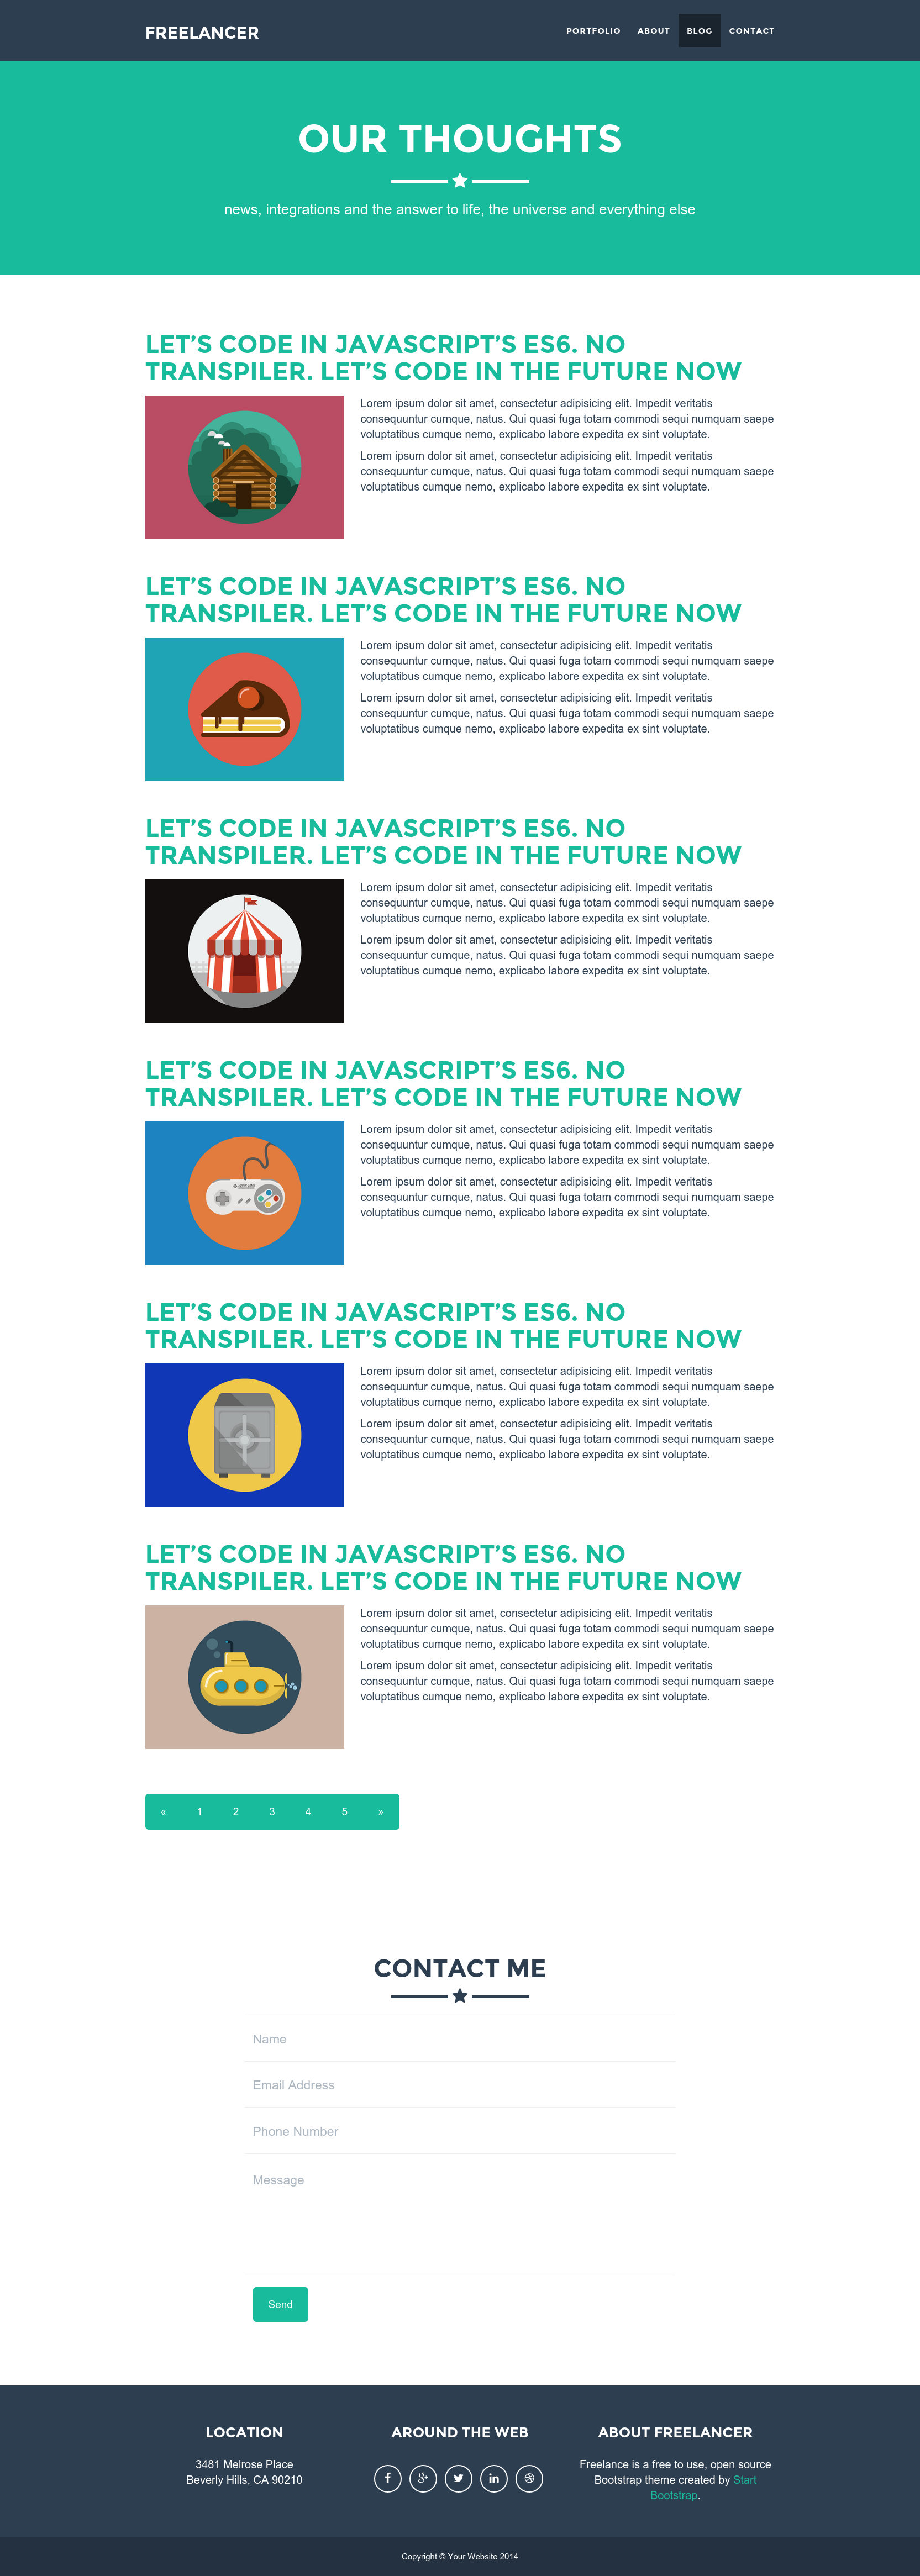 FREELANCER
PORTFOLIO ABOUT BLOG CONTACT
OUR THOUGHTS
news, integrations and the answer to life, the universe and everything else
LET'S CODE IN JAVASCRIPT'S ES6. NO
TRANSPILER. LET'S CODE IN THE FUTURE NOW
Lorem ipsum dolor sit amet, consectetur adipisicing elit. Impedit veritatis
consequuntur cumque, natus. Qui quasi fuga totam commodi sequi numquam saepe
voluptatibus cumque nemo, explicabo labore expedita ex sint voluptate.
Lorem ipsum dolor sit amet, consectetur adipisicing elit. Impedit veritatis
consequuntur cumque, natus. Qui quasi fuga totam commodi sequi numquam saepe
voluptatibus cumque nemo, explicabo labore expedita ex sint voluptate.
LET'S CODE IN JAVASCRIPT'S ES6. NO
TRANSPILER. LET'S CODE IN THE FUTURE NOW
Lorem ipsum dolor sit amet, consectetur adipisicing elit. Impedit veritatis
consequuntur cumque, natus. Qui quasi fuga totam commodi sequi numquam saepe
voluptatibus cumque nemo, explicabo labore expedita ex sint voluptate.
Lorem ipsum dolor sit amet, consectetur adipisicing elit. Impedit veritatis
consequuntur cumque, natus. Qui quasi fuga totam commodi sequi numquam saepe
voluptatibus cumque nemo, explicabo labore expedita ex sint voluptate.
LET'S CODE IN JAVASCRIPT'S ES6. NO
TRANSPILER. LET'S CODE IN THE FUTURE NOW
Lorem ipsum dolor sit amet, consectetur adipisicing elit. Impedit veritatis
consequuntur cumque, natus. Qui quasi fuga totam commodi sequi numquam saepe
voluptatibus cumque nemo, explicabo labore expedita ex sint voluptate.
Lorem ipsum dolor sit amet, consectetur adipisicing elit. Impedit veritatis
consequuntur cumque, natus. Qui quasi fuga totam commodi sequi numquam saepe
voluptatibus cumque nemo, explicabo labore expedita ex sint voluptate.
LET'S CODE IN JAVASCRIPT'S ES6. NO
TRANSPILER. LET'S CODE IN THE FUTURE NOW
Lorem ipsum dolor sit amet, consectetur adipisicing elit. Impedit veritatis
consequuntur cumque, natus. Qui quasi fuga totam commodi sequi numquam saepe
voluptatibus cumque nemo, explicabo labore expedita ex sint voluptate.
Lorem ipsum dolor sit amet, consectetur adipisicing elit. Impedit veritatis
consequuntur cumque, natus. Qui quasi fuga totam commodi sequi numquam saepe
voluptatibus cumque nemo, explicabo labore expedita ex sint voluptate.
LET'S CODE IN JAVASCRIPT'S ES6. NO
TRANSPILER. LET'S CODE IN THE FUTURE NOW
Lorem ipsum dolor sit amet, consectetur adipisicing elit. Impedit veritatis
consequuntur cumque, natus. Qui quasi fuga totam commodi sequi numquam saepe
voluptatibus cumque nemo, explicabo labore expedita ex sint voluptate.
Lorem ipsum dolor sit amet, consectetur adipisicing elit. Impedit veritatis
consequuntur cumque, natus. Qui quasi fuga totam commodi sequi numquam saepe
voluptatibus cumque nemo, explicabo labore expedita ex sint voluptate.
LET'S CODE IN JAVASCRIPT'S ES6. NO
TRANSPILER. LET'S CODE IN THE FUTURE NOW
Lorem ipsum dolor sit amet, consectetur adipisicing elit. Impedit veritatis
consequuntur cumque, natus. Qui quasi fuga totam commodi sequi numquam saepe
voluptatibus cumque nemo, explicabo labore expedita ex sint voluptate.
Lorem ipsum dolor sit amet, consectetur adipisicing elit. Impedit veritatis
consequuntur cumque, natus. Qui quasi fuga totam commodi sequi numquam saepe
voluptatibus cumque nemo, explicabo labore expedita ex sint voluptate.
« 1 2 3 4 5 »
CONTACT ME
Name
Email Address
Phone Number
Message
Send
LOCATION
3481 Melrose Place
Beverly Hills, CA 90210
AROUND THE WEB
ABOUT FREELANCER
Freelance is a free to use, open source
Bootstrap theme created by Start
Bootstrap.
Copyright © Your Website 2014